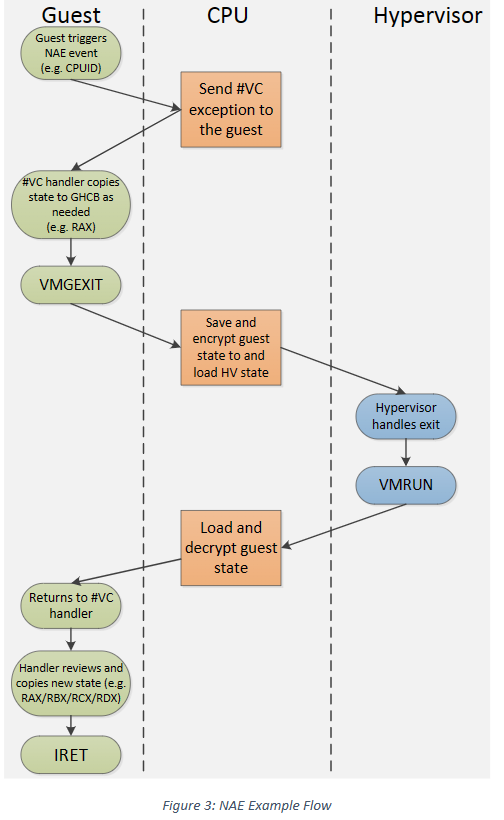 Guest
CPU
Hypervisor
Guest triggers
NAE event
(e.g. CPUID)
Send #VC
exception to
the guest
#VC handler copies
state to GHCB as
needed
(e.g. RAX)
VMGEXIT
Save and
encrypt guest
state to and
load HV state
Hypervisor
handles exit
VMRUN
Load and
decrypt guest
state
Returns to #VC
handler
Handler reviews and
copies new state (e.g.
RAX/RBX/RCX/RDX)
IRET
Figure 3: NAE Example Flow